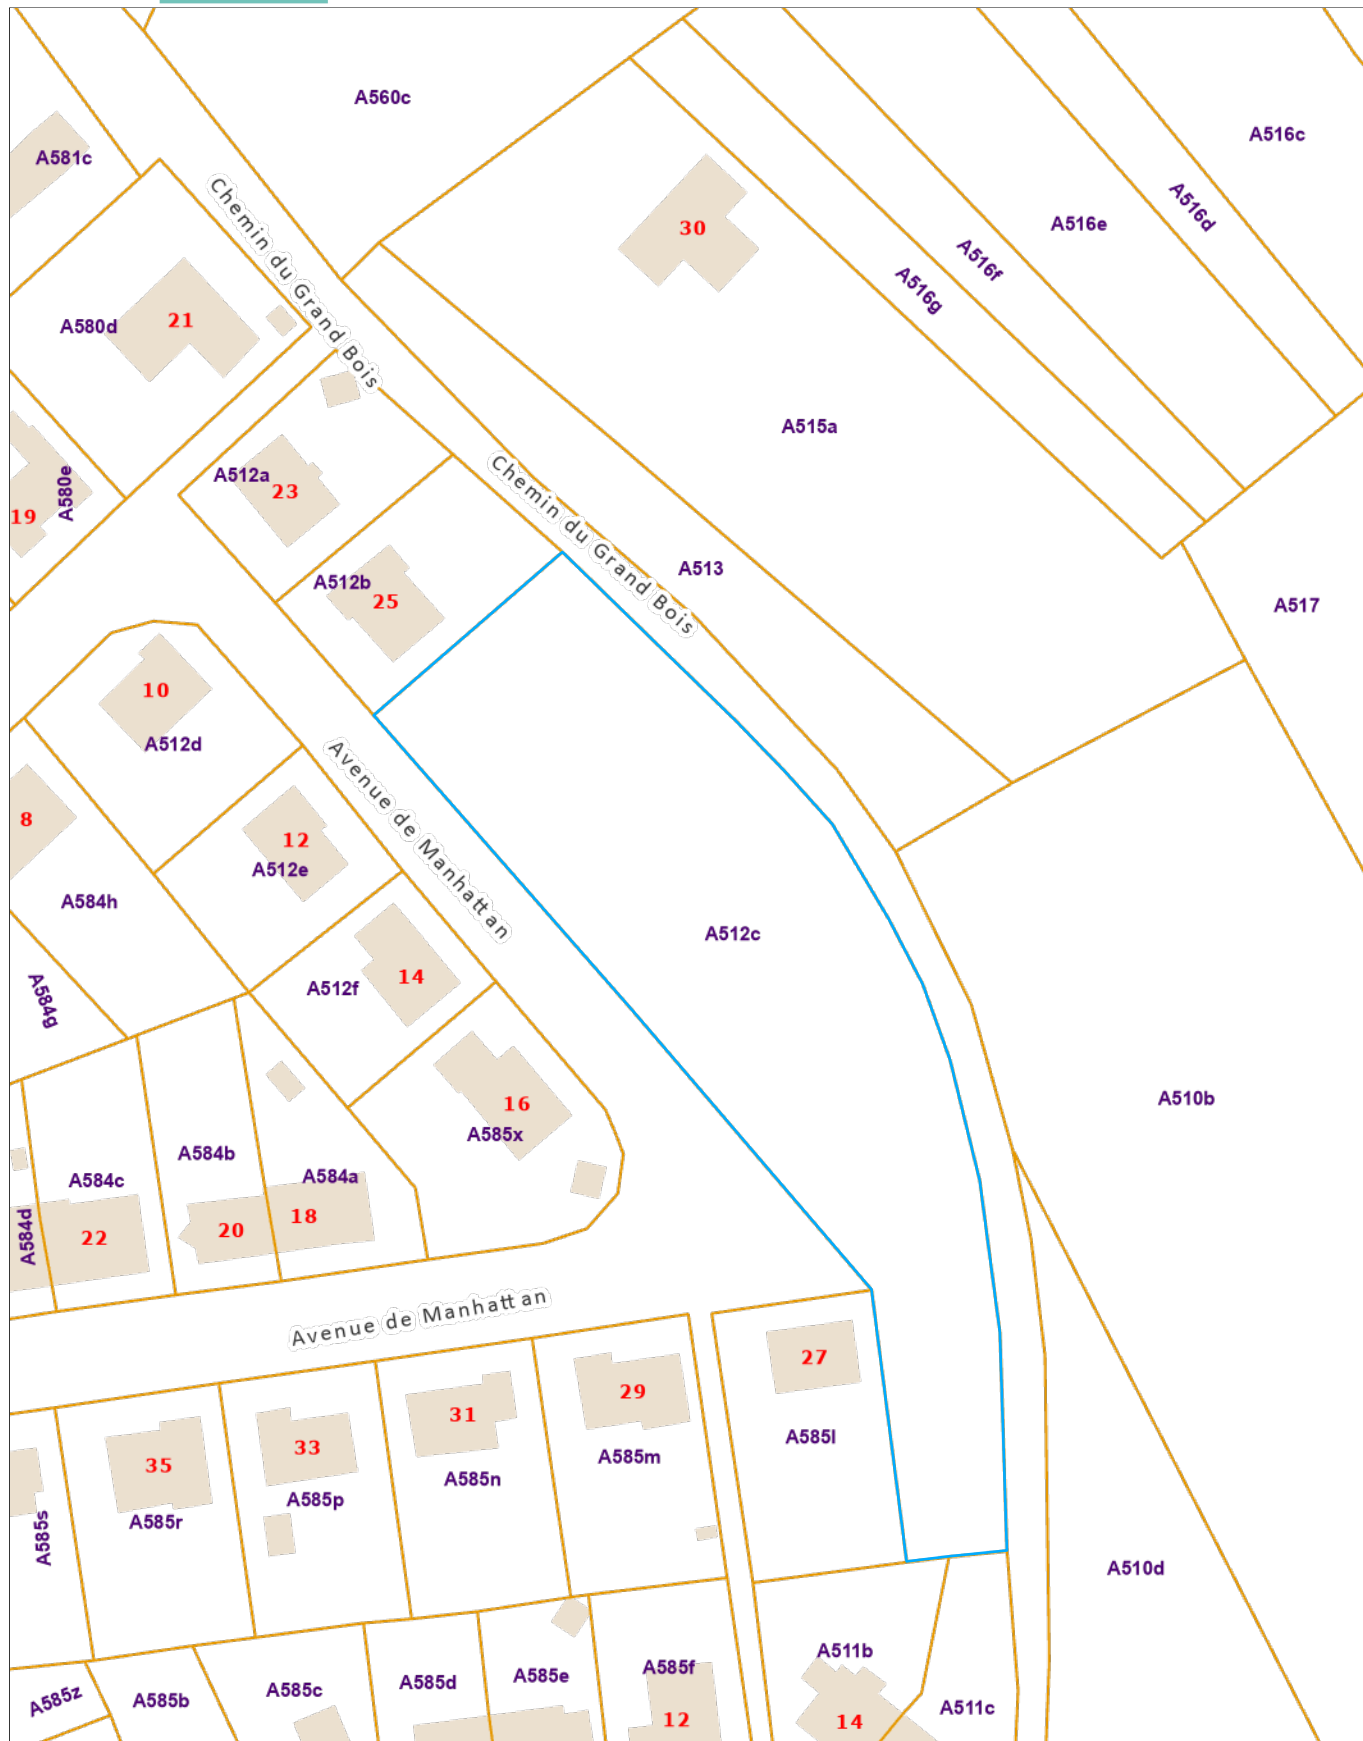 A560c
A516c
A581c
Chemin du Grand Bois
30
A516d
A516e
A516f
A516g
A580d
21
A515a
A512a
23
A580e
19
Chemin du Grand Bois
A513
A512b
25
A517
10
A512d
Avenue de Manhattan
8
12
A512e
A584h
A512c
A512f
14
A584g
16
A585x
A510b
A584b
A584c
A584a
18
20
22
A584d
Avenue de Manhattan
27
29
31
33
35
A585l
A585m
A585n
A585p
A585r
A585s
A510d
A511b
A585f
A585e
A585d
A585c
A585b
A585z
A511c
12
14